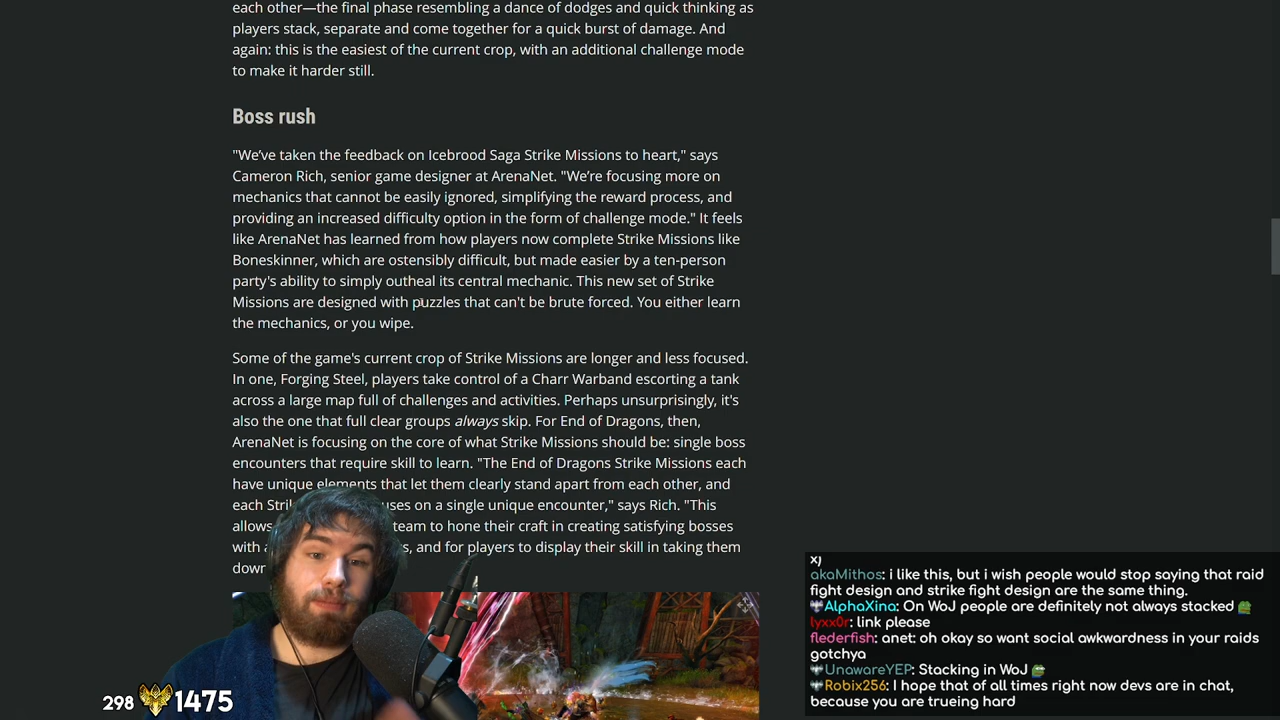 each other—the final phase resembling a dance of dodges and quick thinking as
players stack, separate and come together for a quick burst of damage. And
again: this is the easiest of the current crop, with an additional challenge mode
to make it harder still.
Boss rush
"We've taken the feedback on Icebrood Saga Strike Missions to heart," says
Cameron Rich, senior game designer at ArenaNet. "We're focusing more on
mechanics that cannot be easily ignored, simplifying the reward process, and
providing an increased difficulty option in the form of challenge mode." It feels
like ArenaNet has learned from how players now complete Strike Missions like
Boneskinner, which are ostensibly difficult, but made easier by a ten-person
party's ability to simply outheal its central mechanic. This new set of Strike
Missions are designed with puzzles that can't be brute forced. You either learn
the mechanics, or you wipe.
Some of the game's current crop of Strike Missions are longer and less focused.
In one, Forging Steel, players take control of a Charr Warband escorting a tank
across a large map full of challenges and activities. Perhaps unsurprisingly, it's
also the one that full clear groups always skip. For End of Dragons, then,
ArenaNet is focusing on the core of what Strike Missions should be: single boss
encounters that require skill to learn. "The End of Dragons Strike Missions each
have unique elements that let them clearly stand apart from each other, and
each on a single unique encounter," says Rich. "This
allows team to hone their craft in creating satisfying bosses
with and for players to display their skill in taking them
xJ
akaMithos: i like this, but i wish people would stop saying that raid
fight design and strike fight design are the same thing.
AlphaXina: On WoJ people are definitely not always stacked
lyxx0r: link please
flederfish: anet: oh okay so want social awkwardness in your raids
gotchya
UnawareYEP: Stacking in WoJ
Robix256: I hope that of all times right now devs are in chat,
because you are trueing hard
298 1475